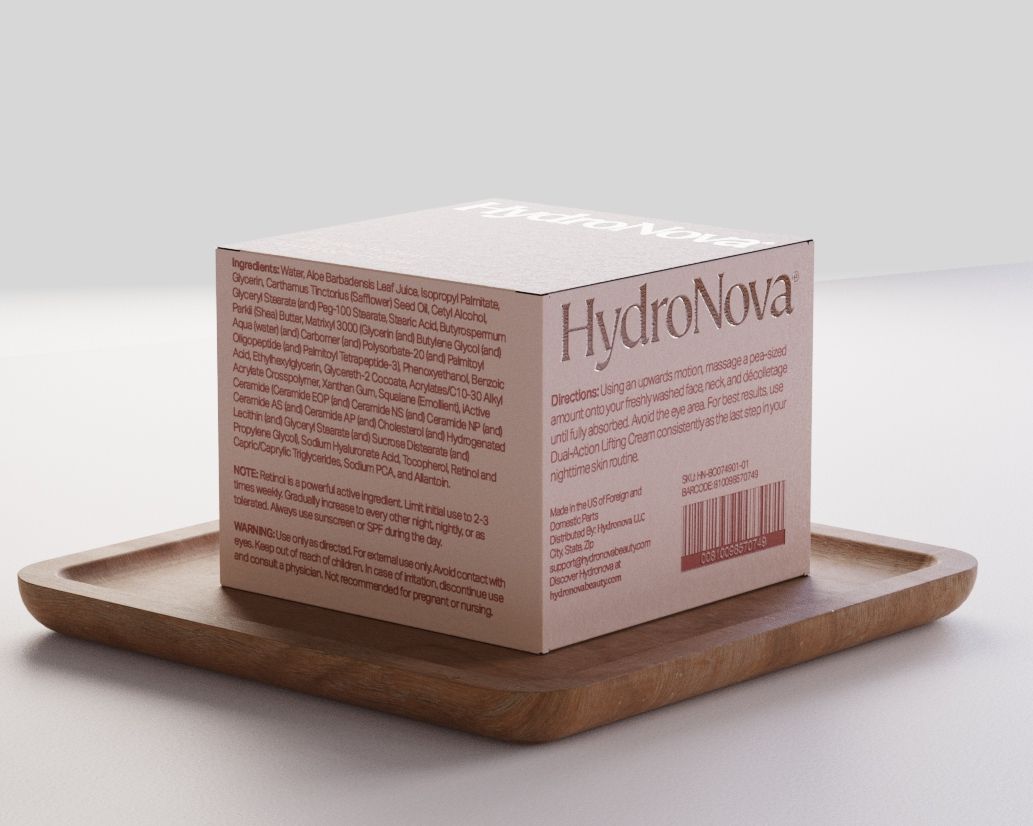 HydroNova
Ingredients: Water, Aloe Barbadensis Leaf Juice, Isopropyl Palmitate,
Glycerin, Carthamus Tinctorius (Safflower) Seed Oil, Cetyl Alcohol,
Glyceryl Stearate (and) Peg-100 Stearate, Stearic Acid, Butyrospermum
Parkii (Shea) Butter, Matrixyl 3000 (Glycerin (and) Butylene Glycol (and)
Aqua (water) (and) Carbomer (and) Polysorbate-20 (and) Palmitoyl
Oligopeptide (and) Palmitoyl Tetrapeptide-3), Phenoxyethanol, Benzoic
Acid, Ethylhexylglycerin, Glycereth-2 Cocoate, Acrylates/C10-30 Alkyl
Acrylate Crosspolymer, Xanthan Gum, Squalane (Emollient), iActive
Ceramide (Ceramide EOP (and) Ceramide NS (and) Ceramide NP (and)
Ceramide AS (and) Ceramide AP (and) Cholesterol (and) Hydrogenated
Lecithin (and) Glyceryl Stearate (and) Sucrose Distearate (and)
Propylene Glycol), Sodium Hyaluronate Acid, Tocopherol, Retinol and
Capric/Caprylic Triglycerides, Sodium PCA, and Allantoin.
NOTE: Retinol is a powerful active ingredient. Limit initial use to 2-3
times weekly. Gradually increase to every other night, nightly, or as
tolerated. Always use sunscreen or SPF during the day.
WARNING: Use only as directed. For external use only. Avoid contact with
eyes. Keep out of reach of children. In case of irritation, discontinue use
and consult a physician. Not recommended for pregnant or nursing.
HydroNova®
Directions: Using an upwards motion, massage a pea-sized
amount onto your freshly washed face, neck, and décolletage
until fully absorbed. Avoid the eye area. For best results, use
Dual-Action Lifting Cream consistently as the last step in your
nighttime skin routine.
Made in the US of Foreign and
Domestic Parts
Distributed By: Hydronova LLC
City, State, Zip
support@hydronovabeauty.com
Discover Hydronova at
hydronovabeauty.com
SKU: HN-8C074901-01
BARCODE: 810098570749